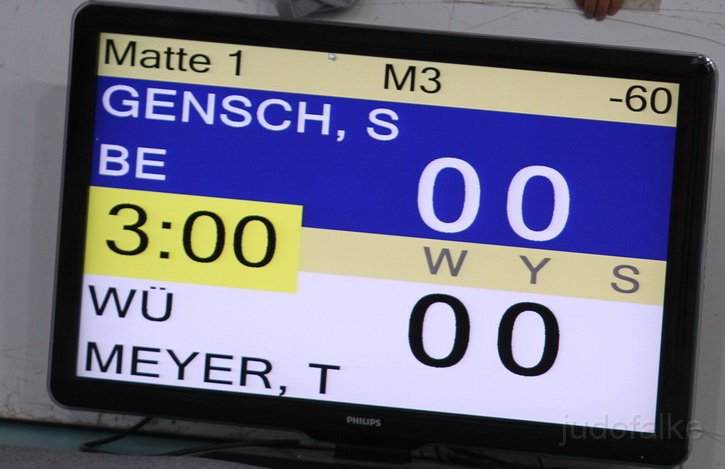 Matte 1 M3 -60
GENSCH, S
BE 0 0
3:00 W Y S
WÜ 0 0
MEYER, T
PHILIPS
judofalke